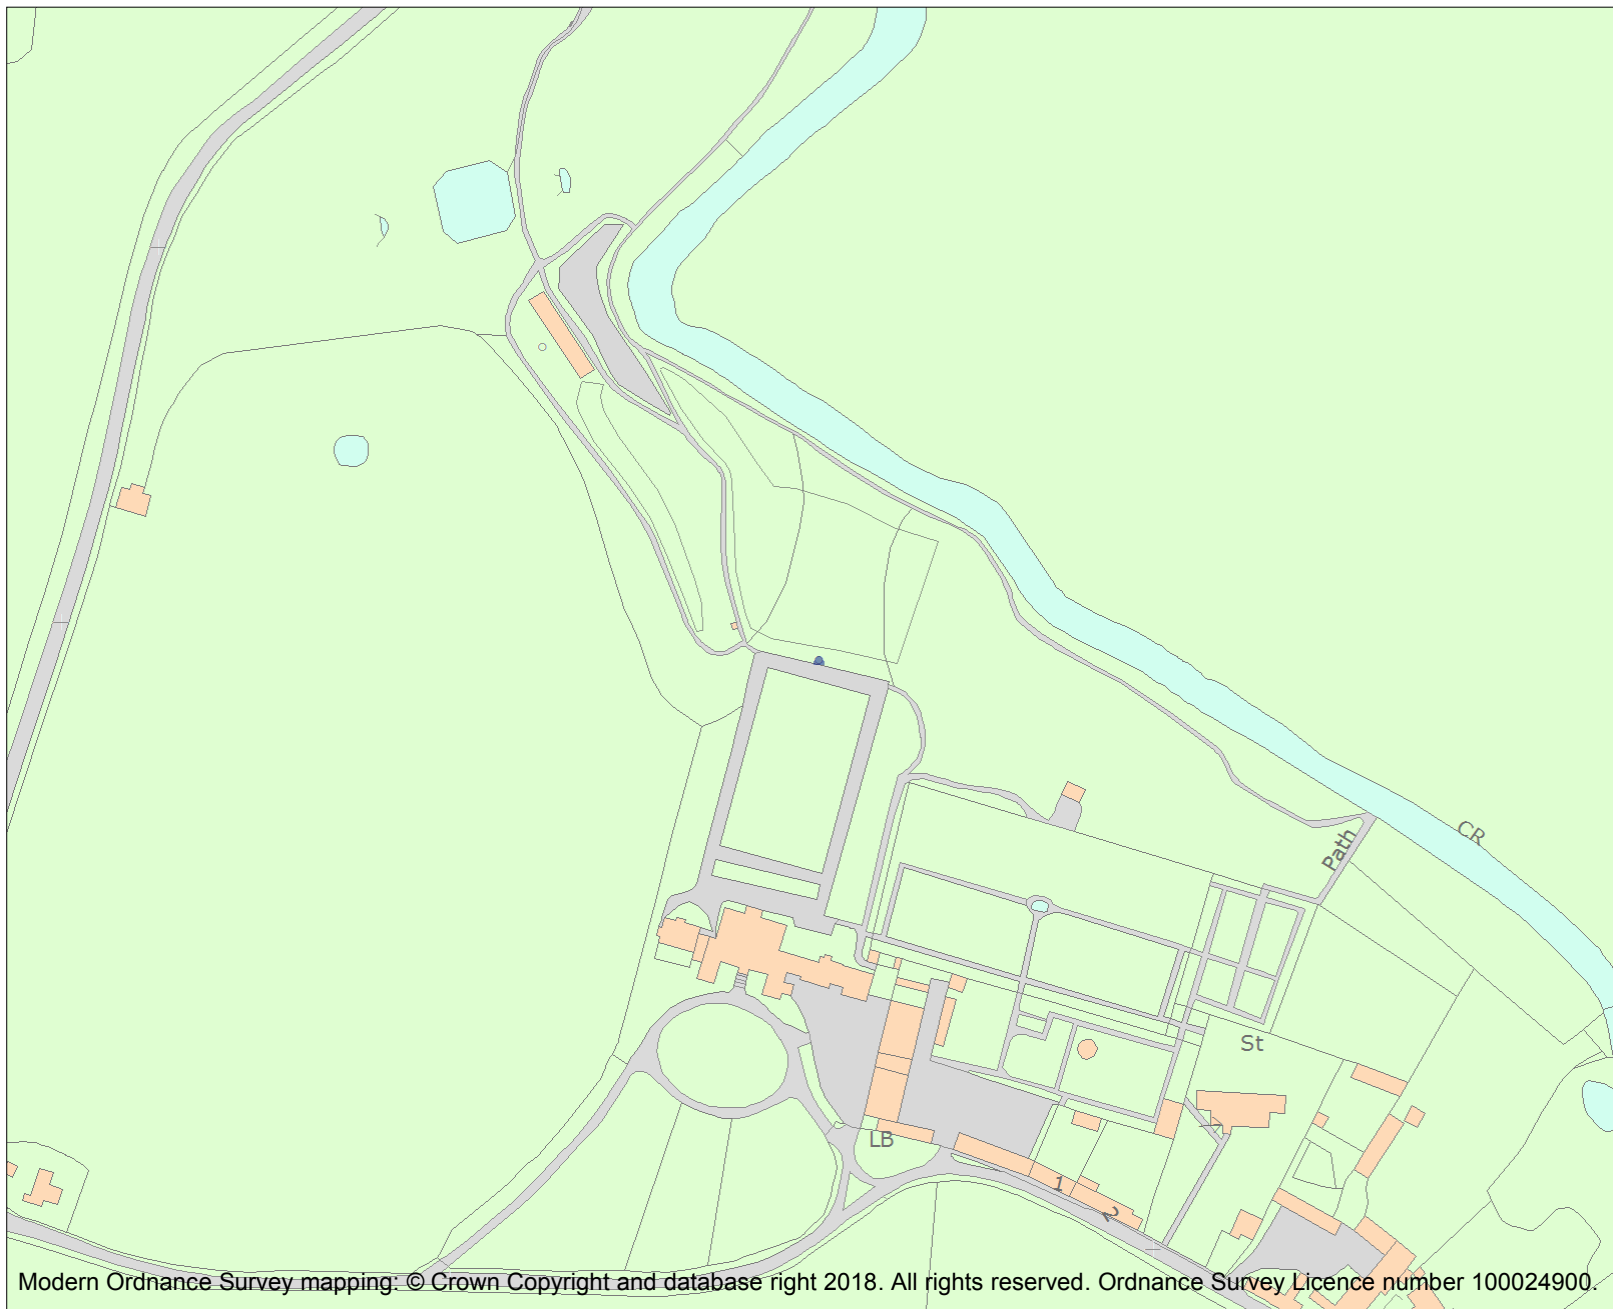 CR
Path
St
LB
1
2
Modern Ordnance Survey mapping: © Crown Copyright and database right 2018. All rights reserved. Ordnance Survey Licence number 100024900.